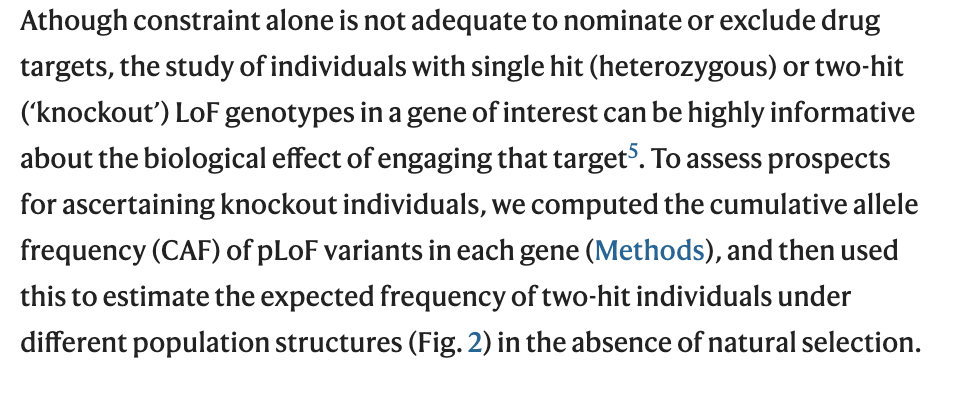 Athough constraint alone is not adequate to nominate or exclude drug
targets, the study of individuals with single hit (heterozygous) or two-hit
(‘knockout’) LoF genotypes in a gene of interest can be highly informative
about the biological effect of engaging that target5. To assess prospects
for ascertaining knockout individuals, we computed the cumulative allele
frequency (CAF) of pLoF variants in each gene (Methods), and then used
this to estimate the expected frequency of two-hit individuals under
different population structures (Fig. 2) in the absence of natural selection.